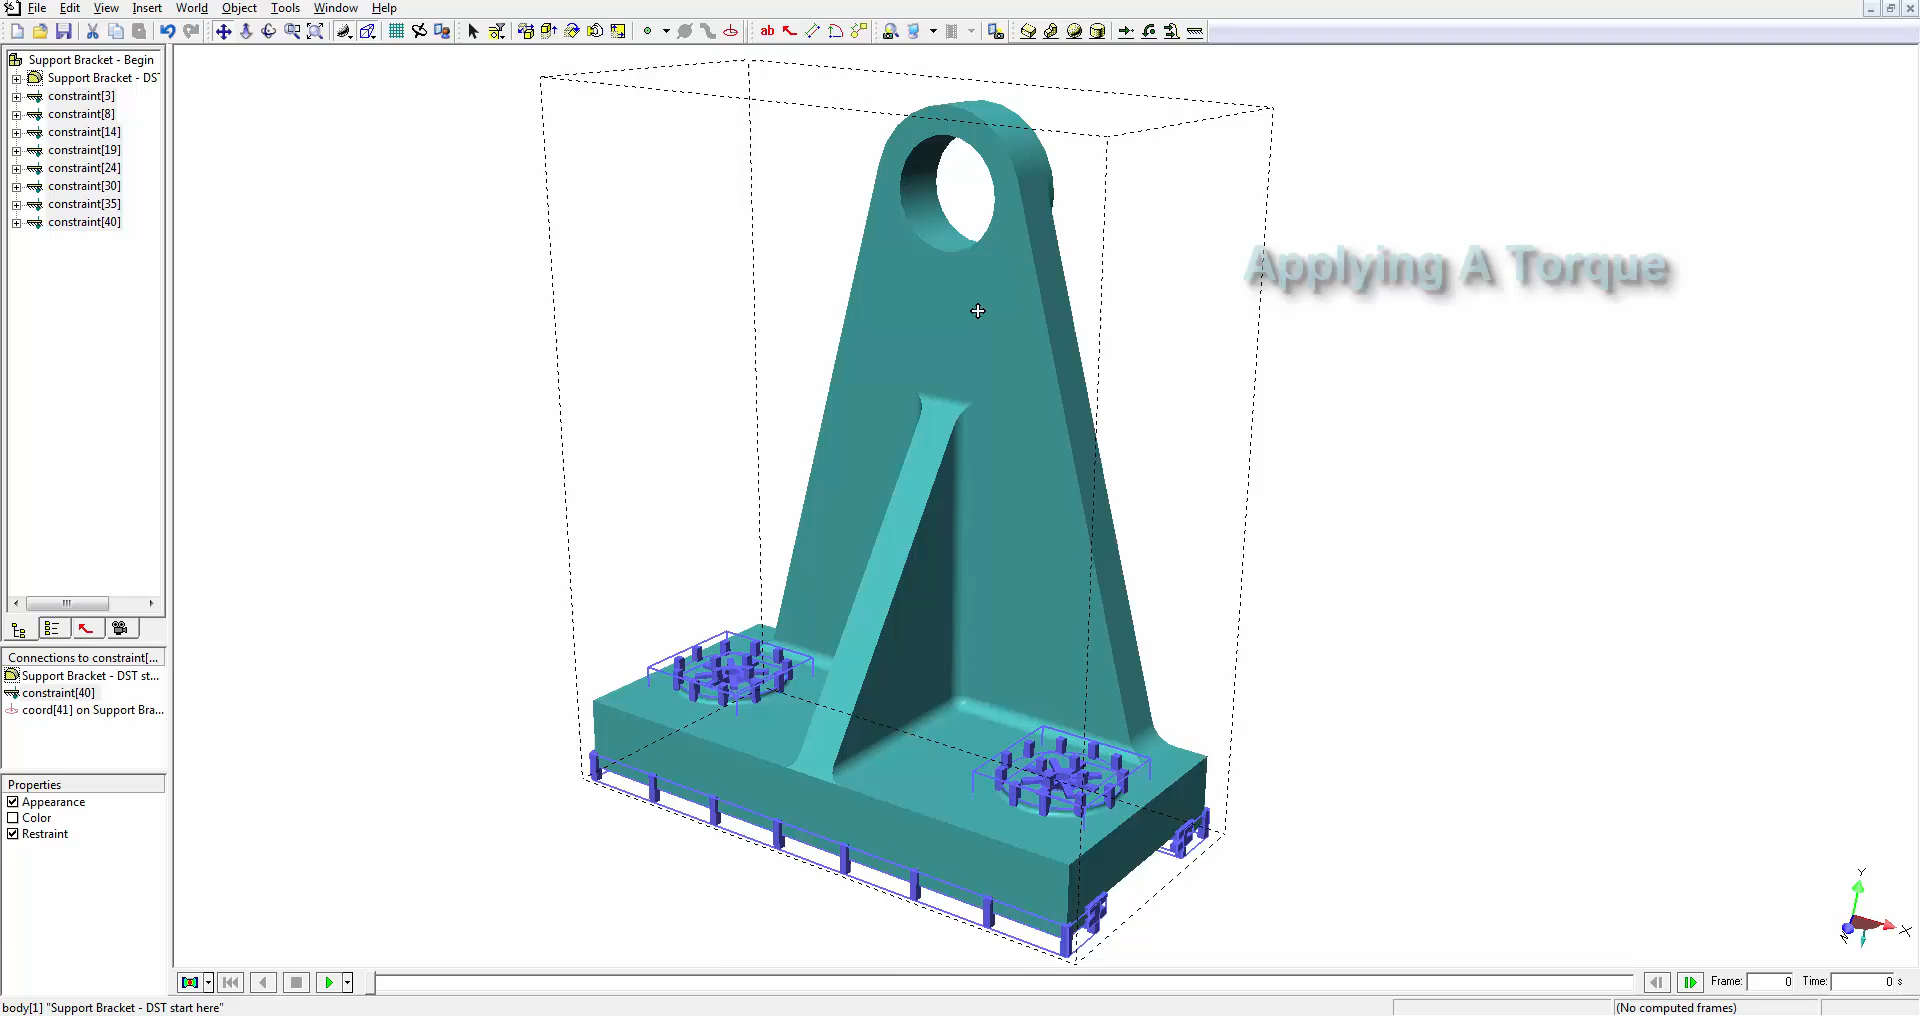 File Edit View Insert World Object Tools Window Help
ab
Support Bracket - Begin
Support Bracket - DST
constraint[3]
constraint[8]
constraint[14]
constraint[19]
constraint[24]
constraint[30]
constraint[35]
constraint[40]
Applying A Torque
Connections to constraint[...
Support Bracket - DST st...
constraint[40]
coord[41] on Support Bra...
Properties
Appearance
Color
Restraint
Y
X
Z
Frame: 0 Time: 0 s
body[1] "Support Bracket - DST start here" (No computed frames)